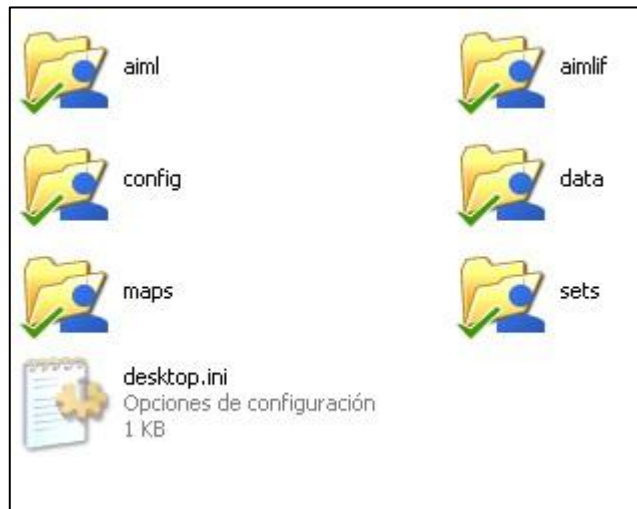 aiml
aimlif
config
data
maps
sets
desktop.ini
Opciones de configuración
1 KB